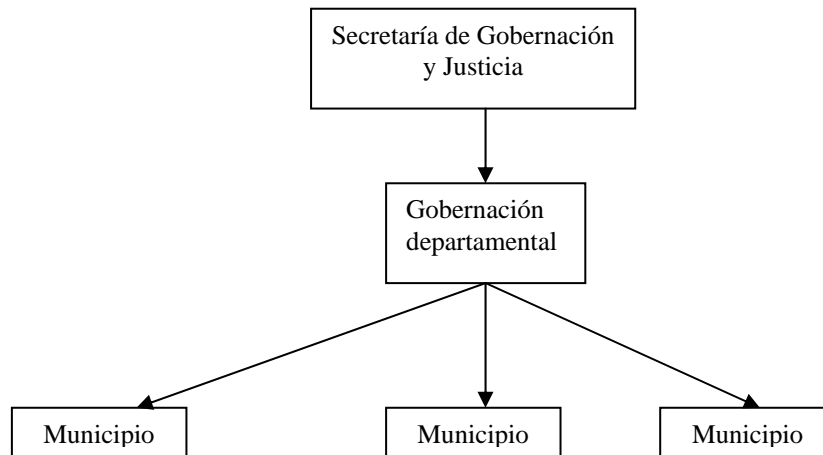 Secretaría de Gobernación
y Justicia
Gobernación
departamental
Municipio
Municipio
Municipio